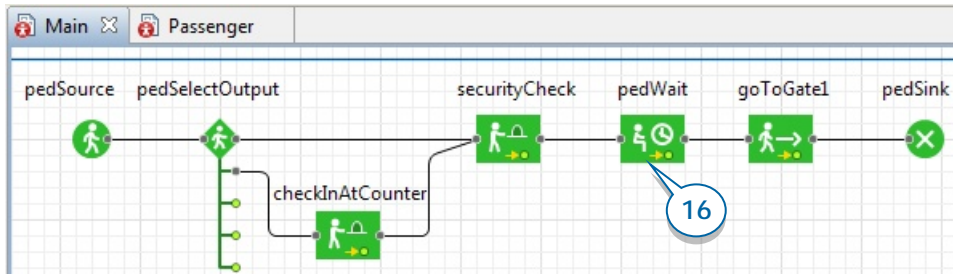 Main Passenger
pedSource pedSelectOutput securityCheck pedWait goToGate1 pedSink
checkInAtCounter
16